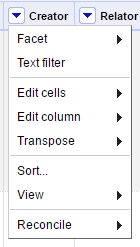 Creator Relator
Facet
Text filter
Edit cells
Edit column
Transpose
Sort...
View
Reconcile